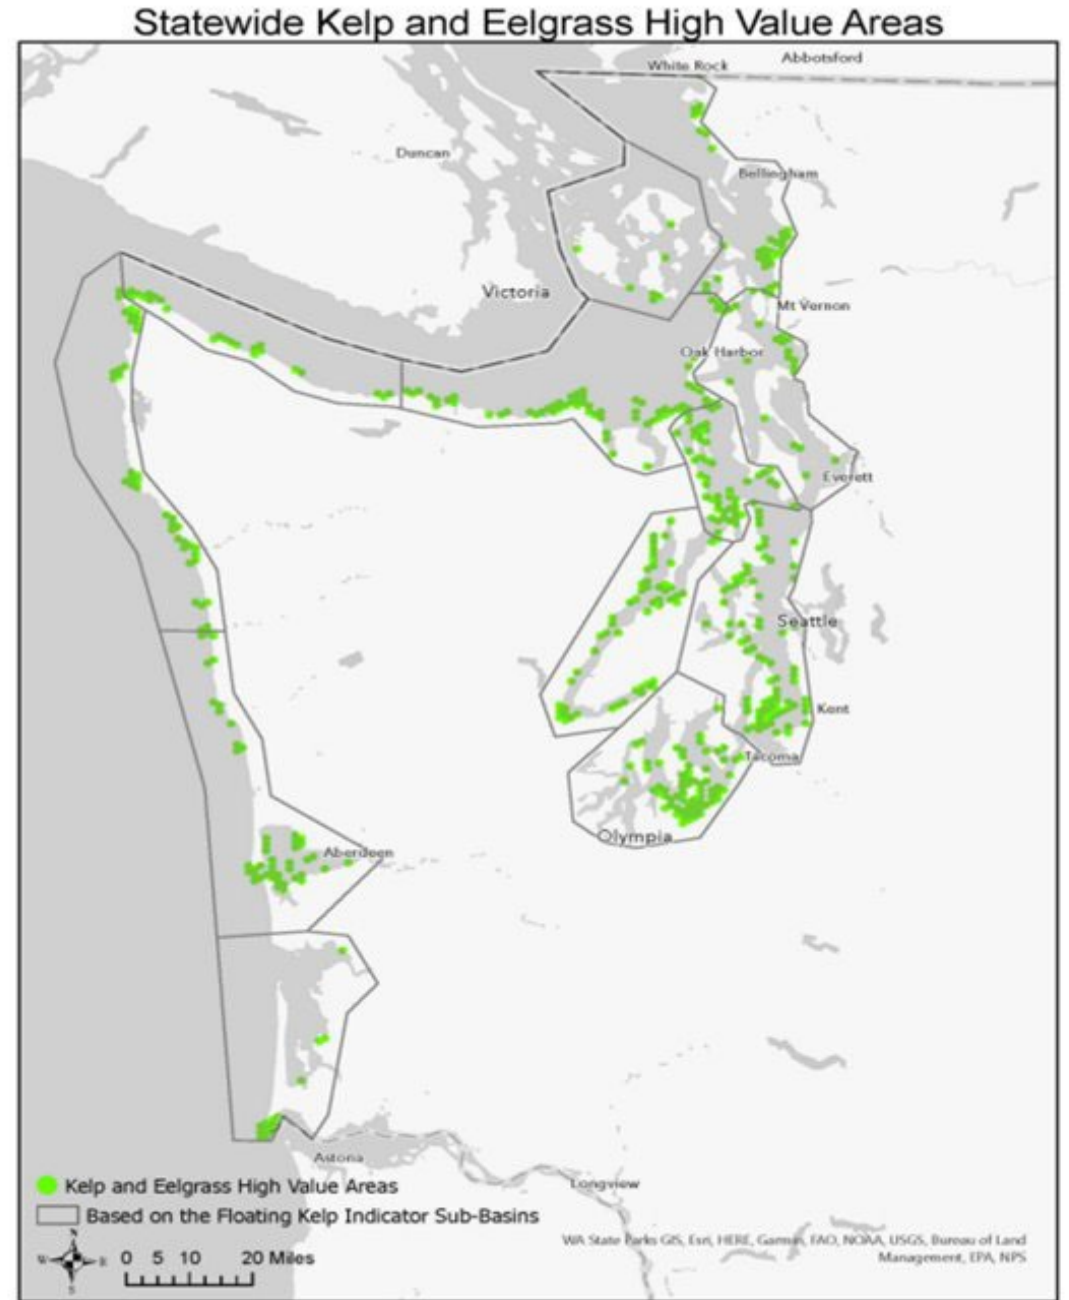 Statewide Kelp and Eelgrass High Value Areas
Abbotsford
White Rock
Duncan
Bellingham
Victoria
Mt Vernon
Oak Harbor
Everett
Seattle
Kent
Tacoma
Olympia
Aberdeen
Astoria
Longview
Kelp and Eelgrass High Value Areas
Based on the Floating Kelp Indicator Sub-Basins
N
W
S
0 5 10 20 Miles
WA State Parks GIS, Esri, HERE, Garmin, FAO, NOAA, USGS, Bureau of Land
Management, EPA, NPS